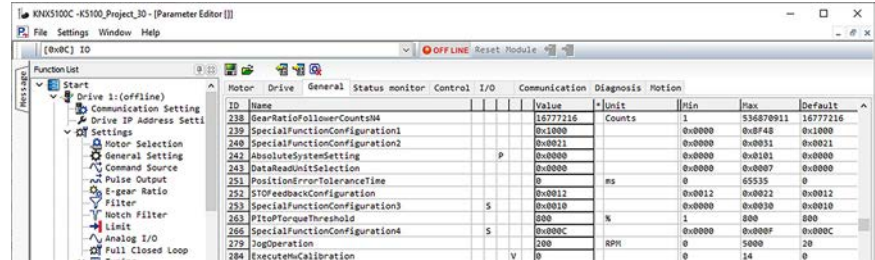 KNX5100C -K5100_Project_30 - [Parameter Editor []]
File Settings Window Help
[0x0C] IO OFF LINE Reset Module
Message
Function List
Motor Drive General Status monitor Control I/O Communication Diagnosis Motion
Start
Drive 1:(offline)
Communication Setting
Drive IP Address Setti
Settings
Motor Selection
General Setting
Command Source
Pulse Output
E-gear Ratio
Filter
Notch Filter
Limit
Analog I/O
Full Closed Loop
ID Name Value * Unit Min Max Default
238 GearRatioFollowerCountsN4 16777216 Counts 1 536870911 16777216
239 SpecialFunctionConfiguration1 0x1000 0x0000 0x8F48 0x1000
240 SpecialFunctionConfiguration2 0x0021 0x0000 0x0031 0x0021
242 AbsoluteSystemSetting P 0x0000 0x0000 0x0101 0x0000
243 DataReadUnitSelection 0x0000 0x0000 0x0007 0x0000
251 PositionErrorToleranceTime 0 ms 0 65535 0
252 STOFeedbackConfiguration 0x0012 0x0012 0x0022 0x0012
253 SpecialFunctionConfiguration3 S 0x0010 0x0000 0x0030 0x0010
263 PItoPTorqueThreshold 800 % 1 800 800
266 SpecialFunctionConfiguration4 S 0x000C 0x0000 0x000F 0x000C
279 JogOperation 200 RPM 0 5000 20
284 ExecuteMxCalibration V 0 0 14 0